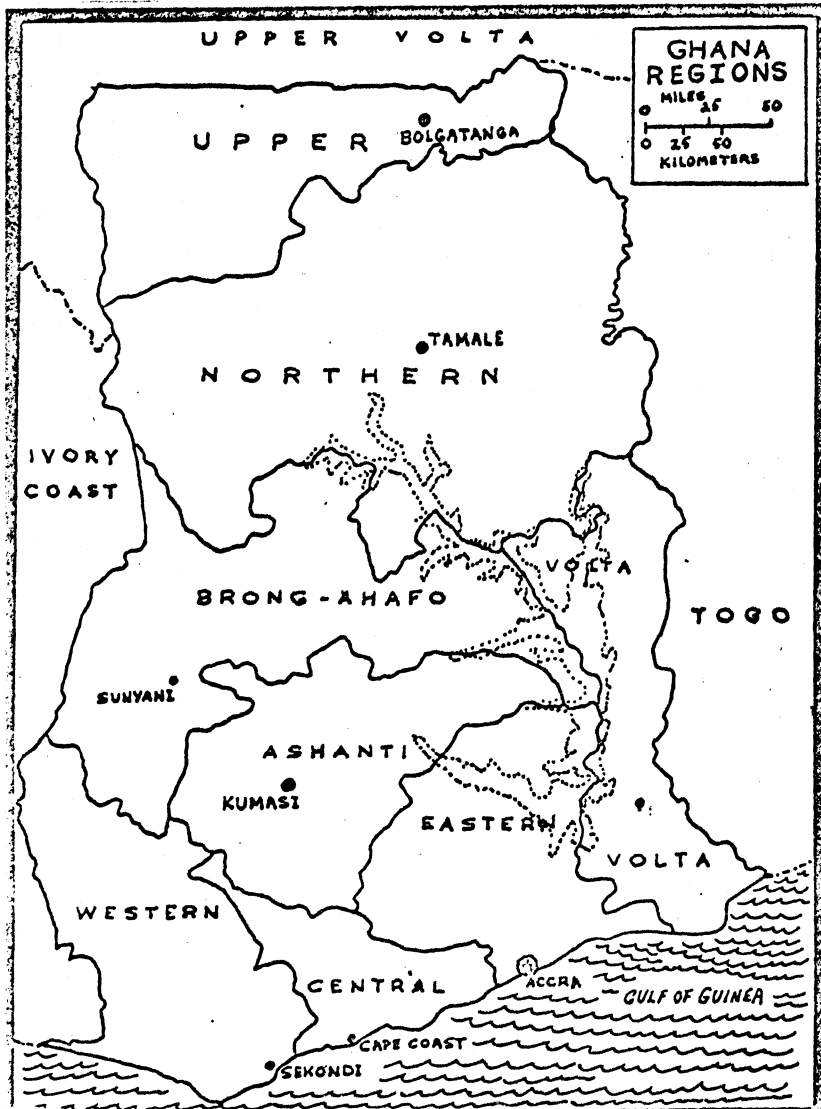 UPPER VOLTA
GHANA
REGIONS
MILES
0 25 50
0 25 50
KILOMETERS
UPPER
BOLGATANGA
TAMALE
NORTHERN
IVORY
COAST
VOLTA
BRONG-AHAFO
TOGO
SUNYANI
ASHANTI
KUMASI
EASTERN
VOLTA
WESTERN
CENTRAL
ACCRA
GULF OF GUINEA
CAPE COAST
SEKONDI